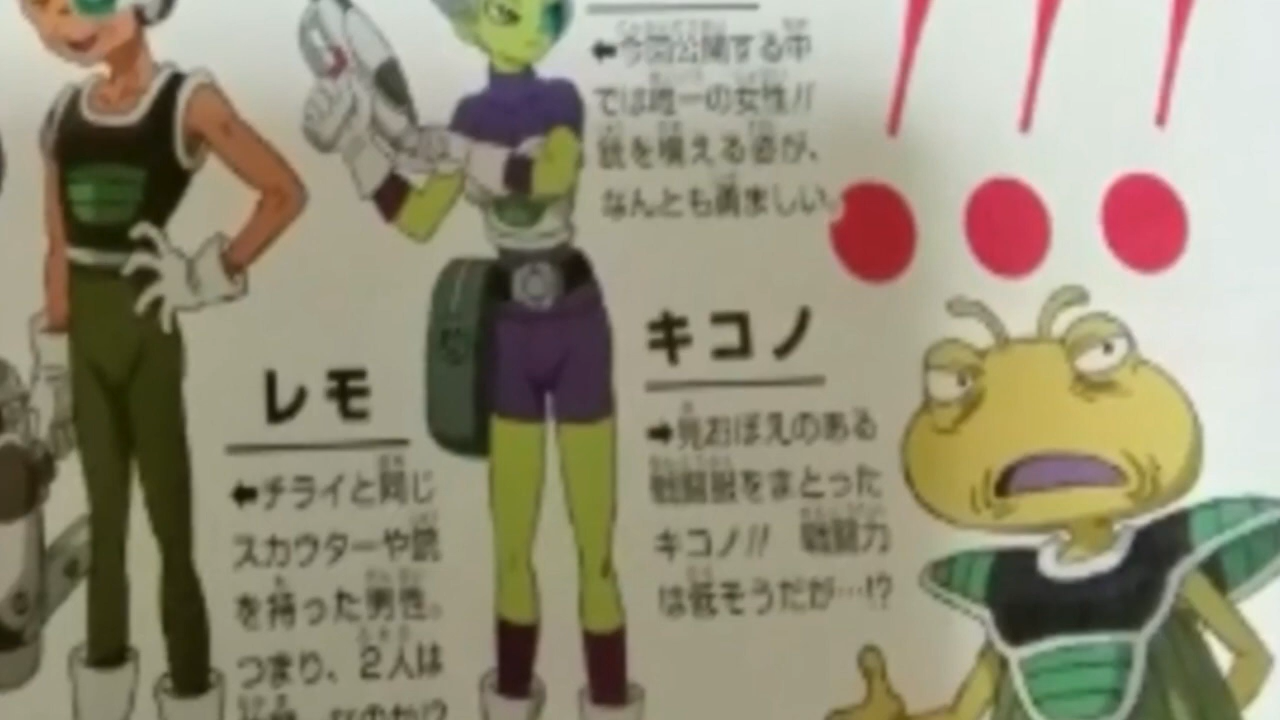 ←今回公開する中
では唯一の女性!!
銃を構える姿が、
なんとも勇ましい。
!!!
レモ
←チライと同じ
スカウターや銃
を持った男性。
つまり、2人は
なのか!?
キコノ
➡見おぼえのある
戦闘服をまとった
キコノ!! 戦闘力
は低そうだが…!?